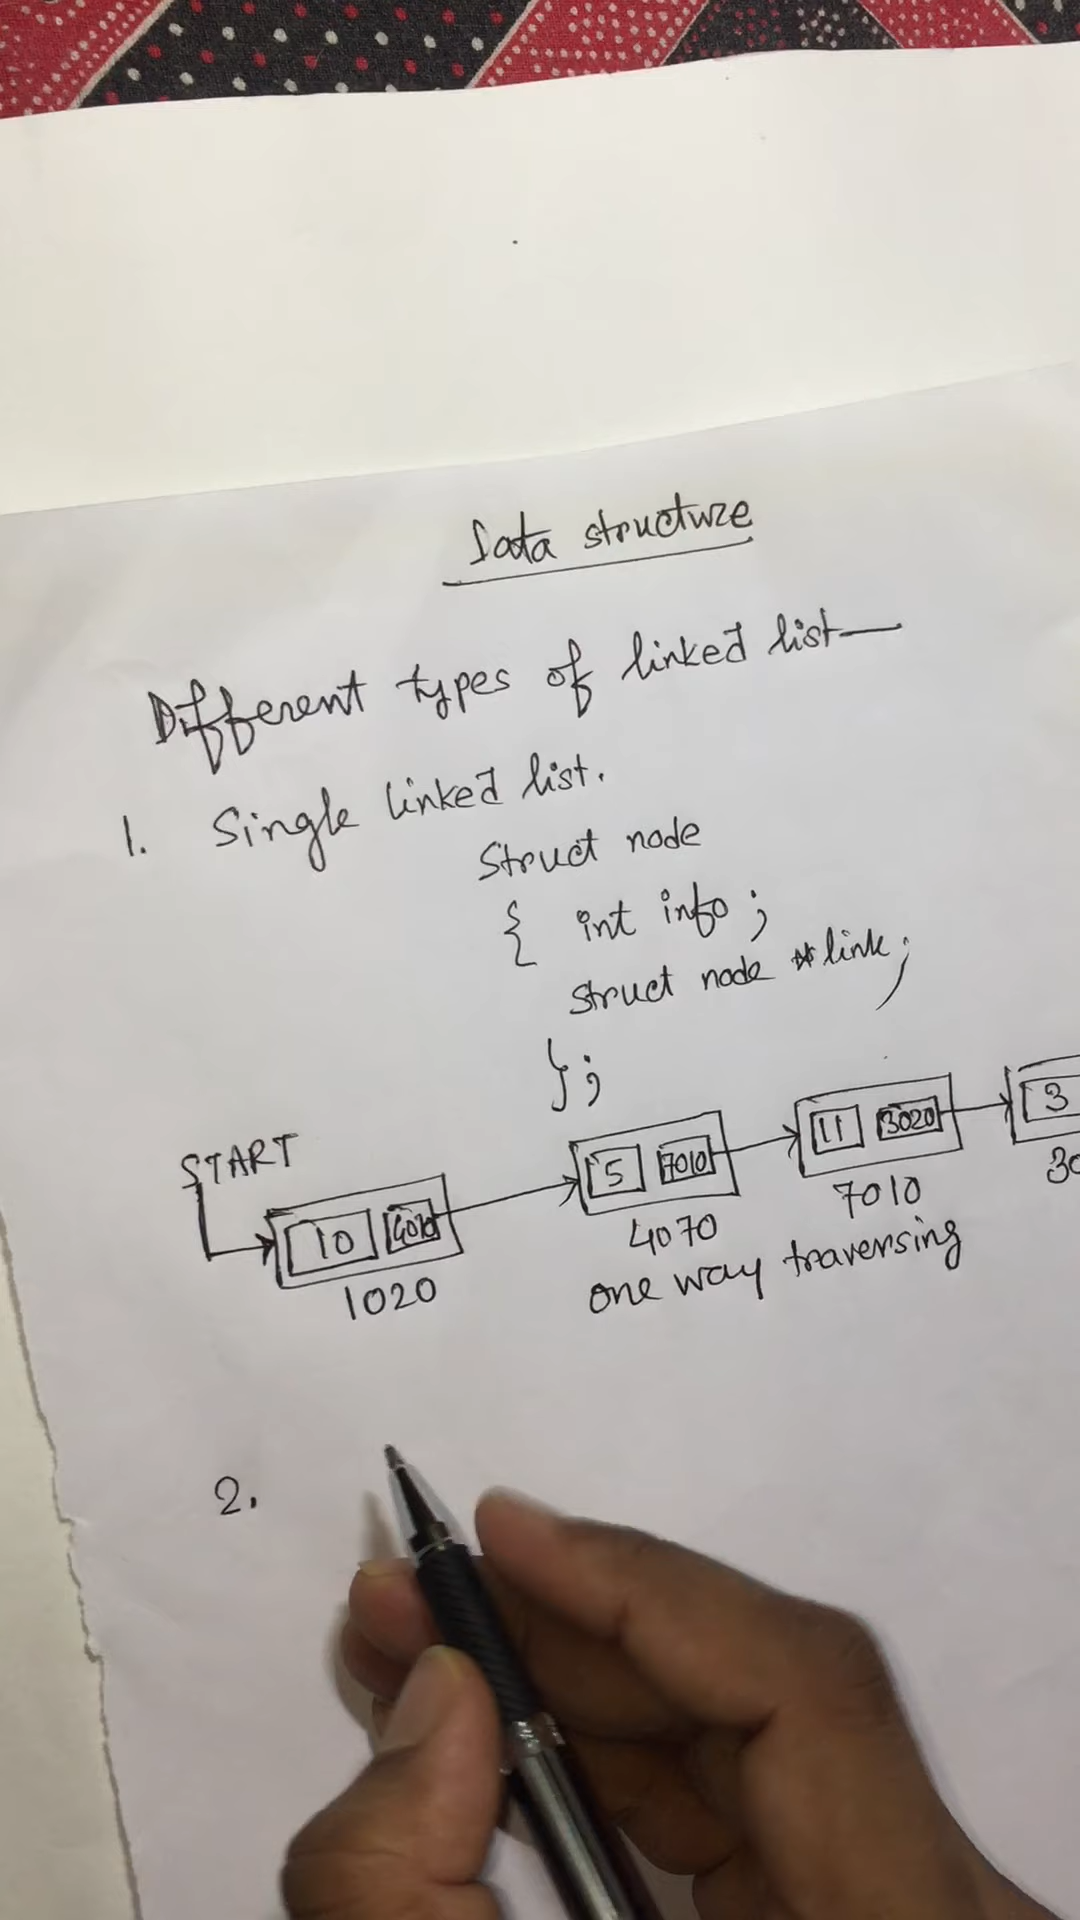 Data structure
Different types of linked list—
1. Single linked list.
Struct node
{ int info;
struct node *link;
};
START
10 4070
5 7010
11 3020
3
1020
4070
7010
30
one way traversing
2.